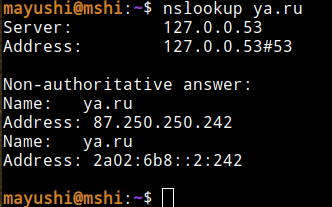 mayushi@mshi:~$ nslookup ya.ru
Server:         127.0.0.53
Address:        127.0.0.53#53

Non-authoritative answer:
Name:   ya.ru
Address: 87.250.250.242
Name:   ya.ru
Address: 2a02:6b8::2:242

mayushi@mshi:~$